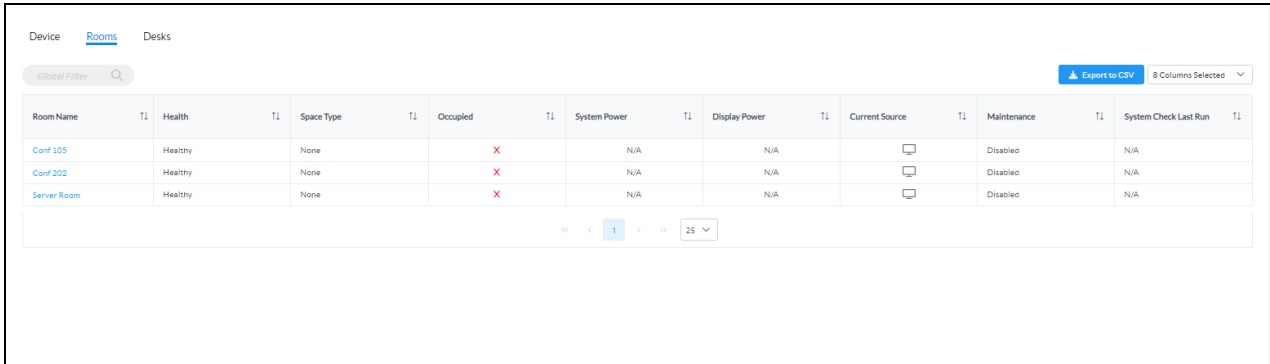 Device Rooms Desks
Global Filter
Export to CSV 8 Columns Selected
Room Name Health Space Type Occupied System Power Display Power Current Source Maintenance System Check Last Run
Conf 105 Healthy None X N/A N/A Disabled N/A
Conf 202 Healthy None X N/A N/A Disabled N/A
Server Room Healthy None X N/A N/A Disabled N/A
« ‹ 1 › » 25